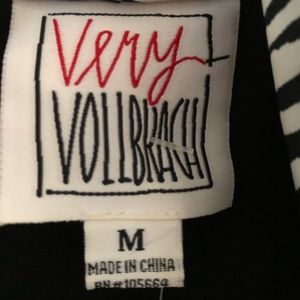 Very
VOLLBRACHT
M
MADE IN CHINA
RN#105664